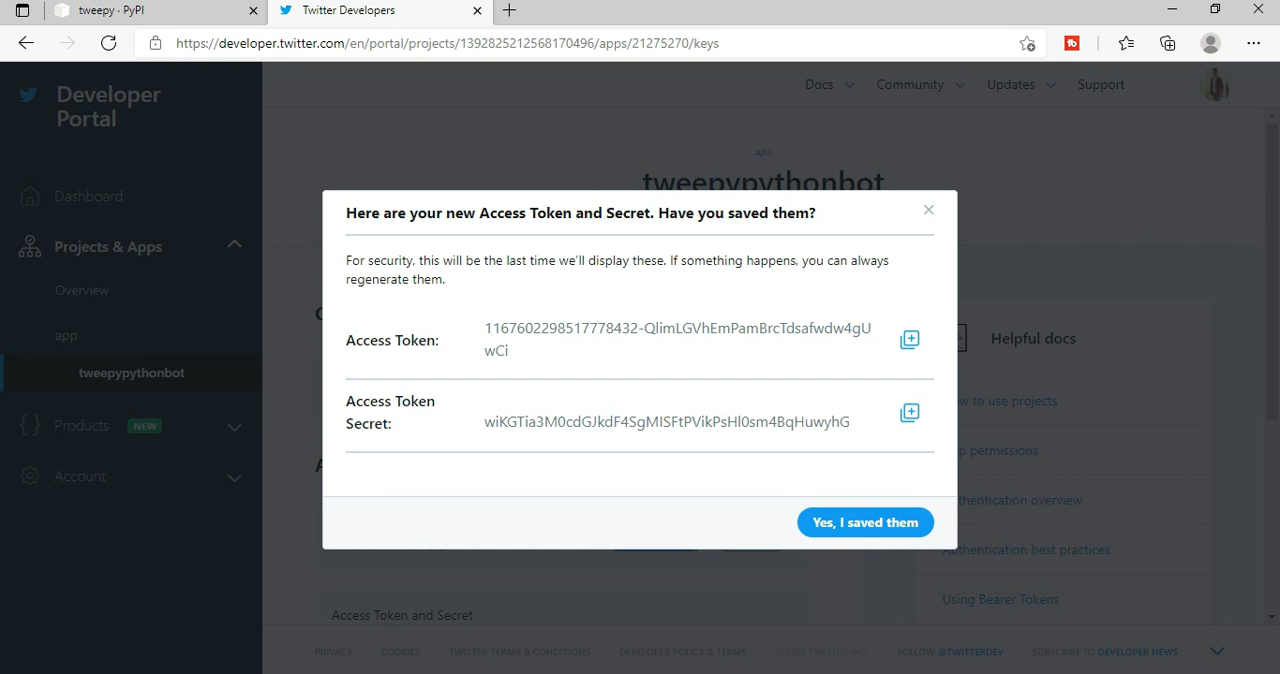 tweepy · PyPI
Twitter Developers
https://developer.twitter.com/en/portal/projects/1392825212568170496/apps/21275270/keys
Developer
Portal
Docs
Community
Updates
Support
Dashboard
Projects & Apps
Overview
app
tweepypythonbot
Products NEW
Account
APP
tweepypythonbot
Here are your new Access Token and Secret. Have you saved them?
For security, this will be the last time we'll display these. If something happens, you can always
regenerate them.
Access Token:
1167602298517778432-QlimLGVhEmPamBrcTdsafwdw4gU
wCi
Access Token
Secret:
wiKGTia3M0cdGJkdF4SgMISFtPVikPsHl0sm4BqHuwyhG
Yes, I saved them
Helpful docs
to use projects
permissions
Authentication best practices
Using Bearer Tokens
Access Token and Secret
PRIVACY
COOKIES
TWITTER TERMS & CONDITIONS
DEVELOPER POLICY & TERMS
© 2021 TWITTER INC.
FOLLOW @TWITTERDEV
SUBSCRIBE TO DEVELOPER NEWS